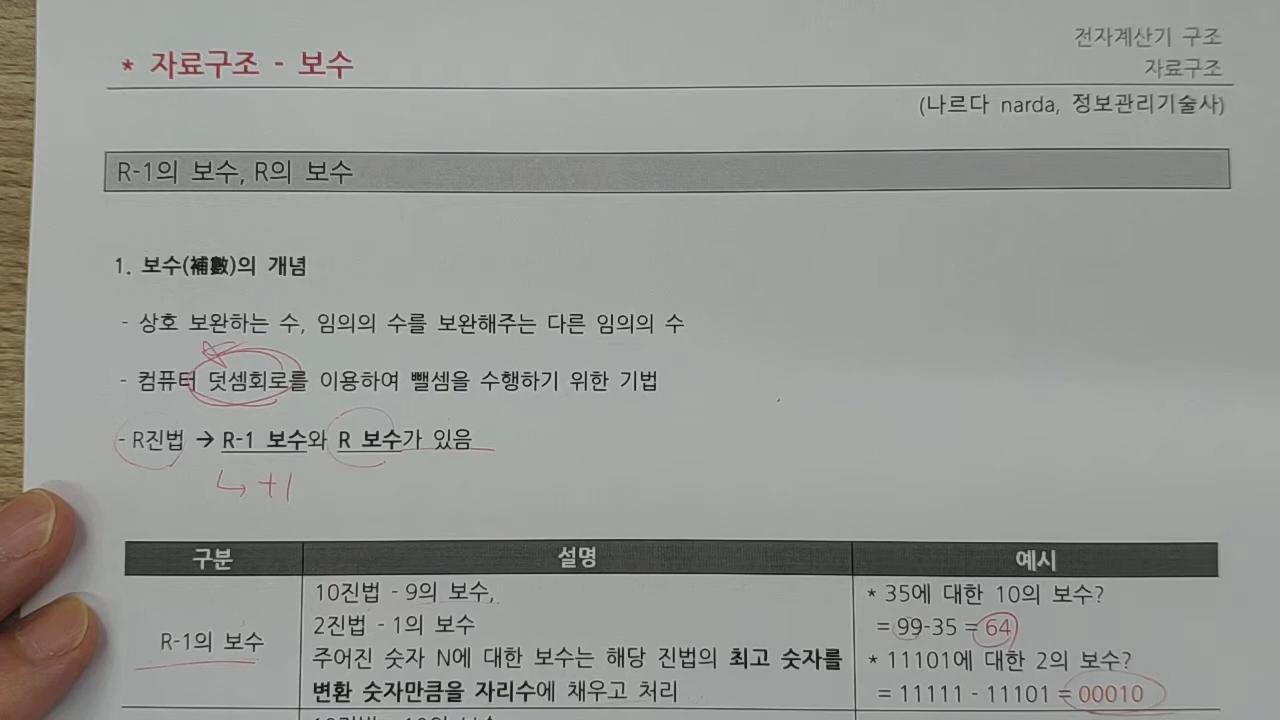 전자계산기 구조
* 자료구조 - 보수
자료구조
(나르다 narda, 정보관리기술사)
R-1의 보수, R의 보수
1. 보수(補數)의 개념
- 상호 보완하는 수, 임의의 수를 보완해주는 다른 임의의 수
- 컴퓨터 덧셈회로를 이용하여 뺄셈을 수행하기 위한 기법
- R진법 → R-1 보수와 R 보수가 있음
↳ +1
구분 설명 예시
R-1의 보수
10진법 - 9의 보수,
2진법 - 1의 보수
주어진 숫자 N에 대한 보수는 해당 진법의 최고 숫자를
변환 숫자만큼을 자리수에 채우고 처리
* 35에 대한 10의 보수?
= 99-35 = 64
* 11101에 대한 2의 보수?
= 11111 - 11101 = 00010